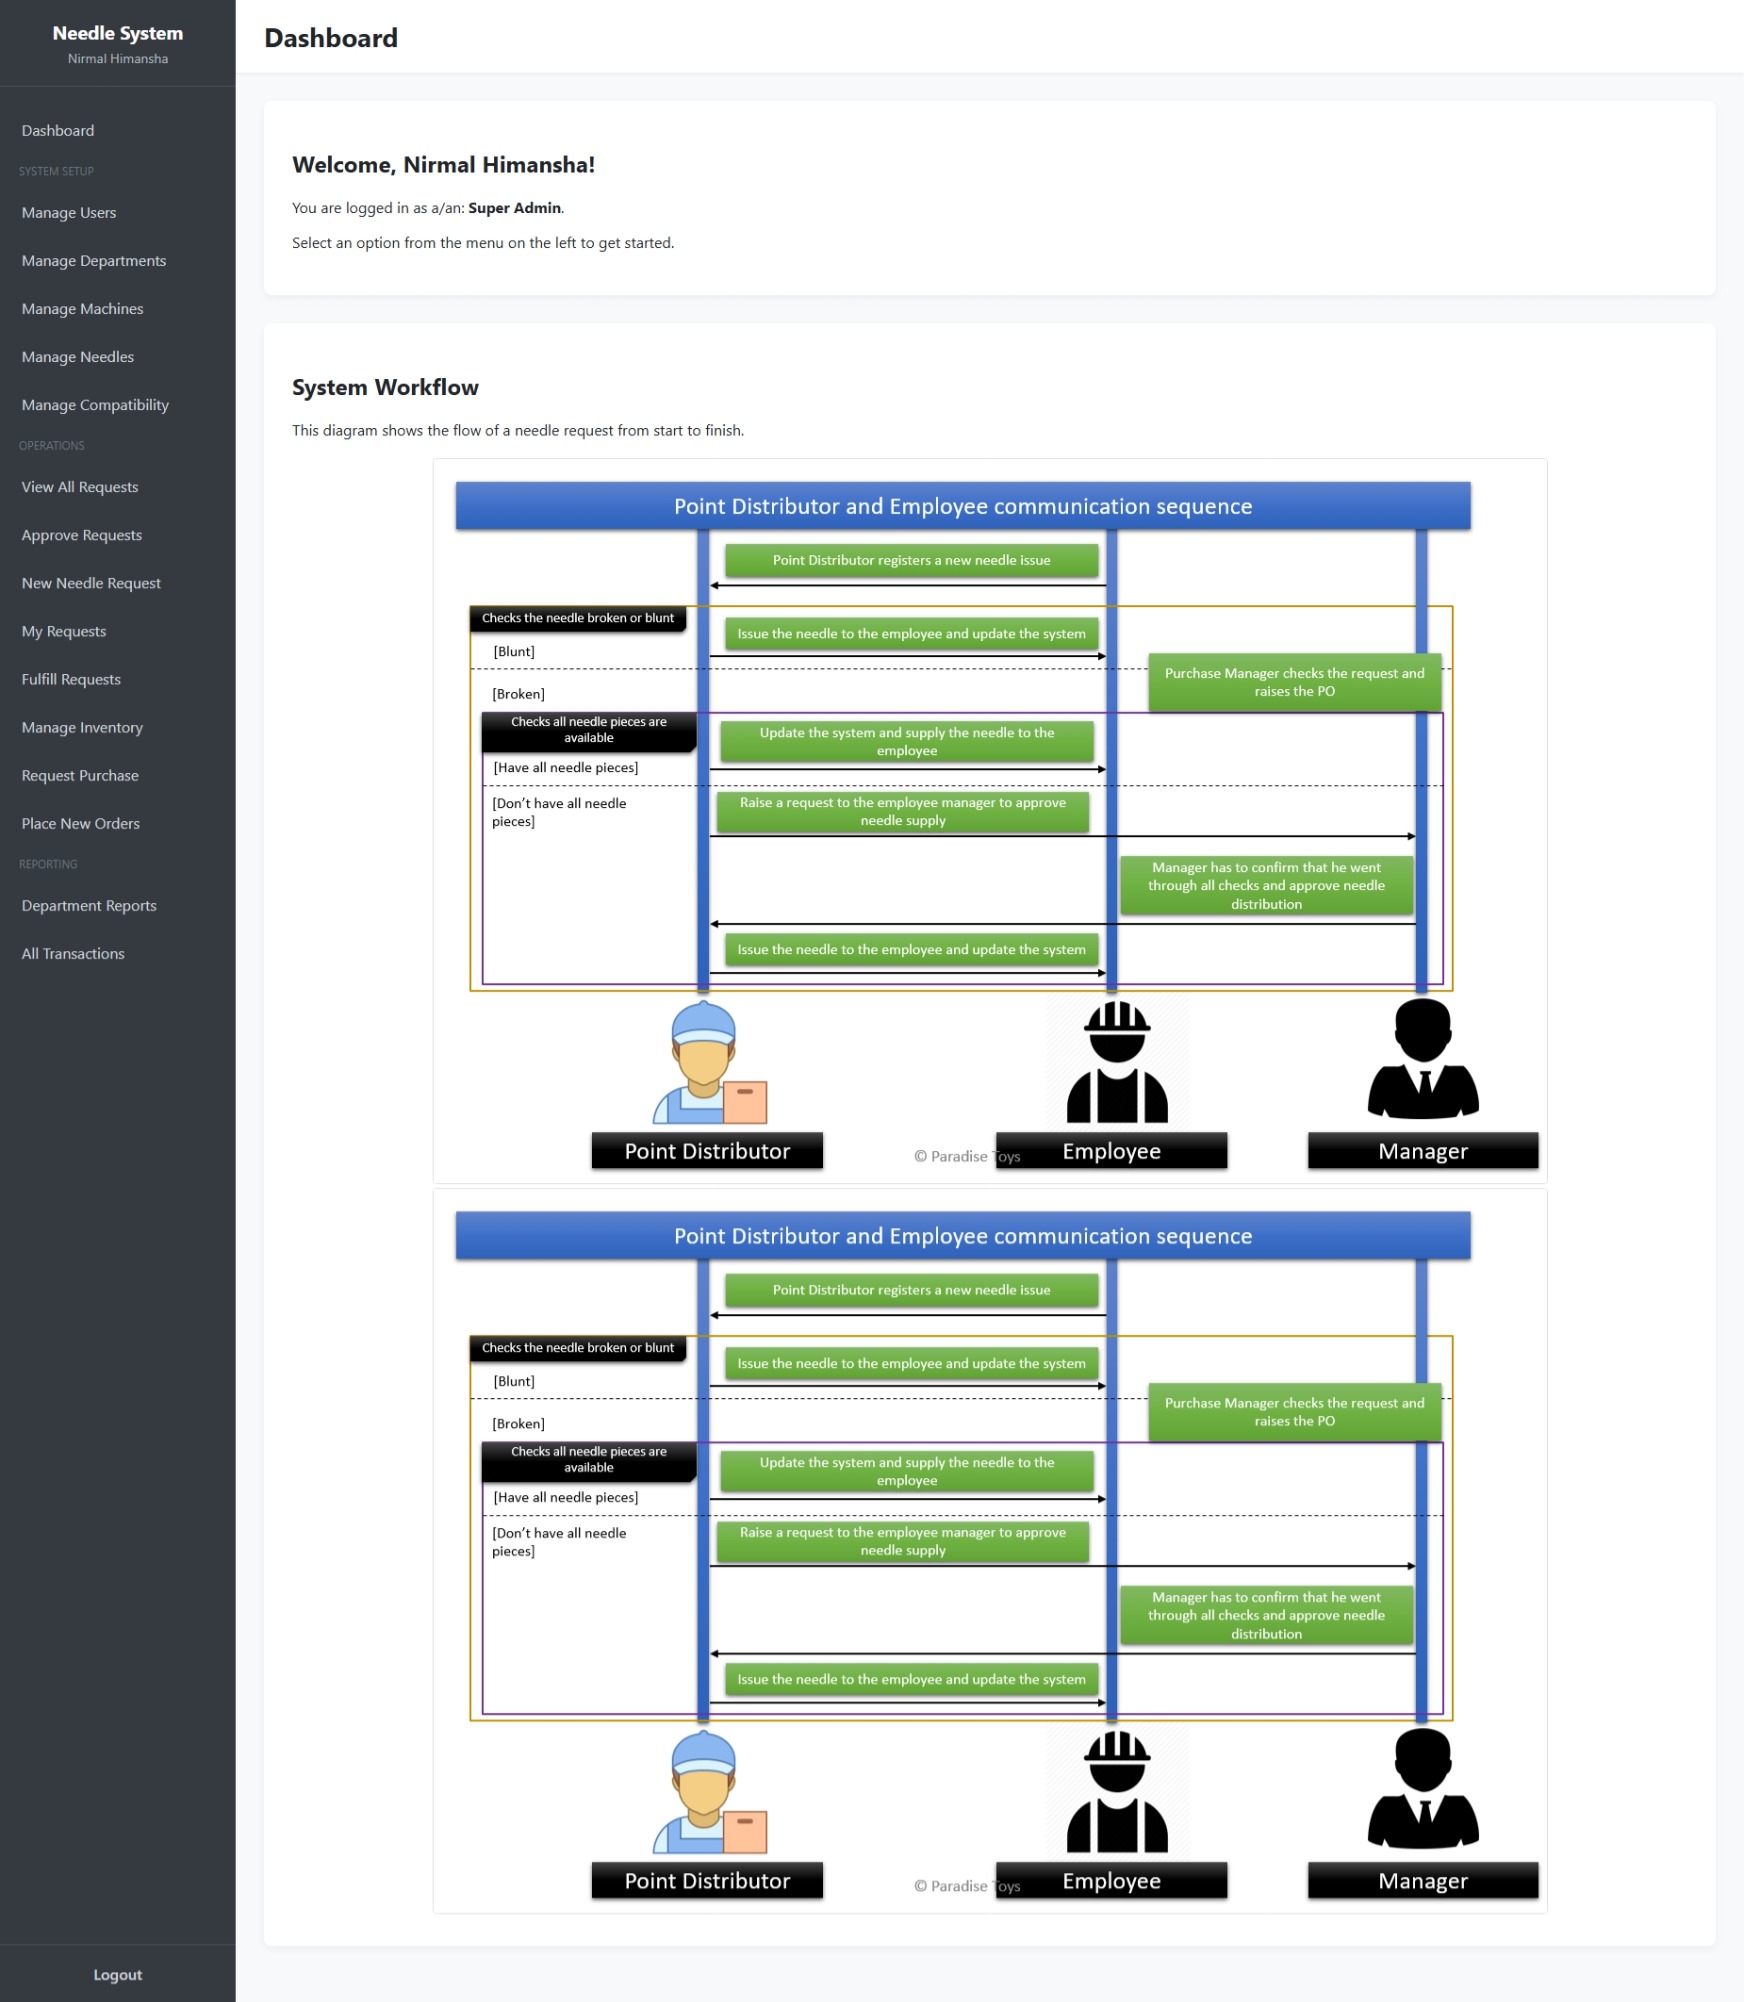 Needle System
Nirmal Himansha
Dashboard
SYSTEM SETUP
Manage Users
Manage Departments
Manage Machines
Manage Needles
Manage Compatibility
OPERATIONS
View All Requests
Approve Requests
New Needle Request
My Requests
Fulfill Requests
Manage Inventory
Request Purchase
Place New Orders
REPORTING
Department Reports
All Transactions
Logout
Dashboard
Welcome, Nirmal Himansha!
You are logged in as a/an: Super Admin.
Select an option from the menu on the left to get started.
System Workflow
This diagram shows the flow of a needle request from start to finish.
Point Distributor and Employee communication sequence
Point Distributor registers a new needle issue
Checks the needle broken or blunt
Issue the needle to the employee and update the system
[Blunt]
Purchase Manager checks the request and
raises the PO
[Broken]
Checks all needle pieces are
available
Update the system and supply the needle to the
employee
[Have all needle pieces]
[Don't have all needle
pieces]
Raise a request to the employee manager to approve
needle supply
Manager has to confirm that he went
through all checks and approve needle
distribution
Issue the needle to the employee and update the system
Point Distributor
© Paradise Toys
Employee
Manager
Point Distributor and Employee communication sequence
Point Distributor registers a new needle issue
Checks the needle broken or blunt
Issue the needle to the employee and update the system
[Blunt]
Purchase Manager checks the request and
raises the PO
[Broken]
Checks all needle pieces are
available
Update the system and supply the needle to the
employee
[Have all needle pieces]
[Don't have all needle
pieces]
Raise a request to the employee manager to approve
needle supply
Manager has to confirm that he went
through all checks and approve needle
distribution
Issue the needle to the employee and update the system
Point Distributor
© Paradise Toys
Employee
Manager